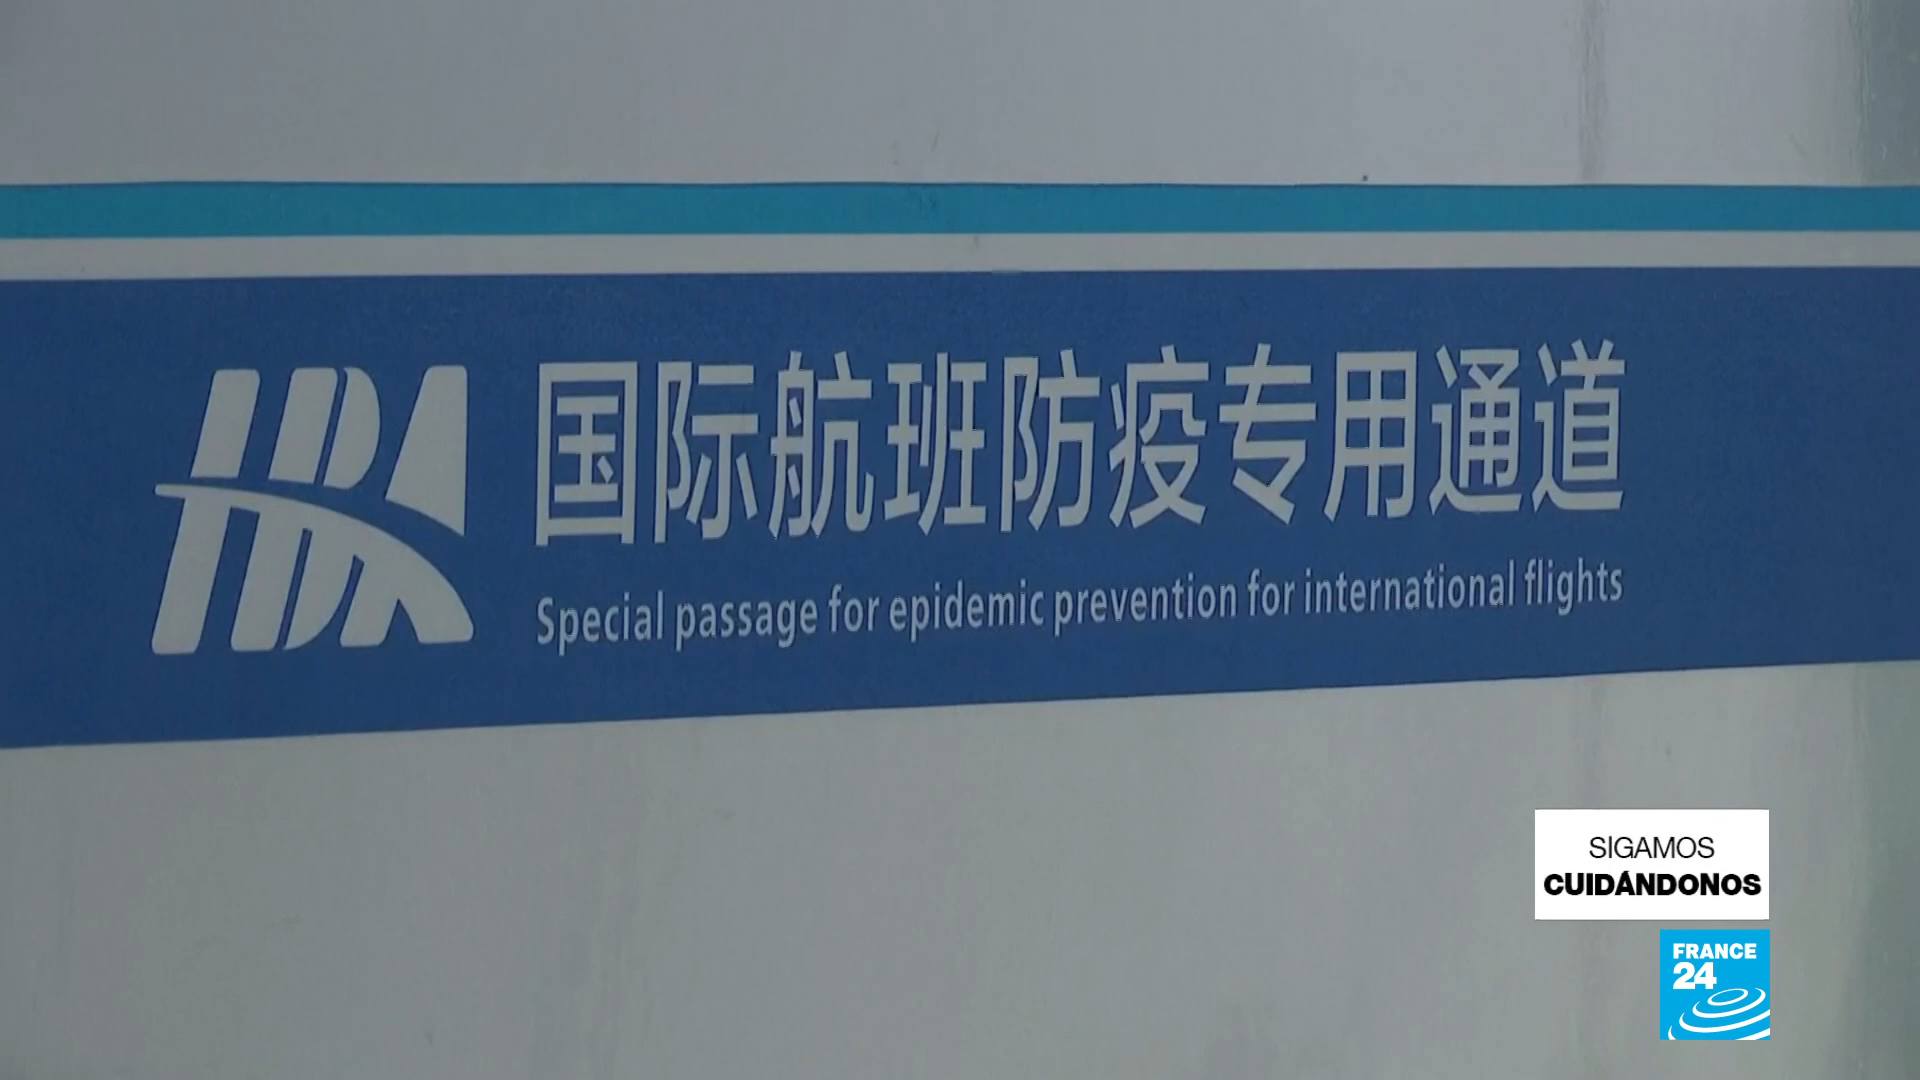 国际航班防疫专用通道
Special passage for epidemic prevention for international flights
SIGAMOS
CUIDÁNDONOS
FRANCE
24